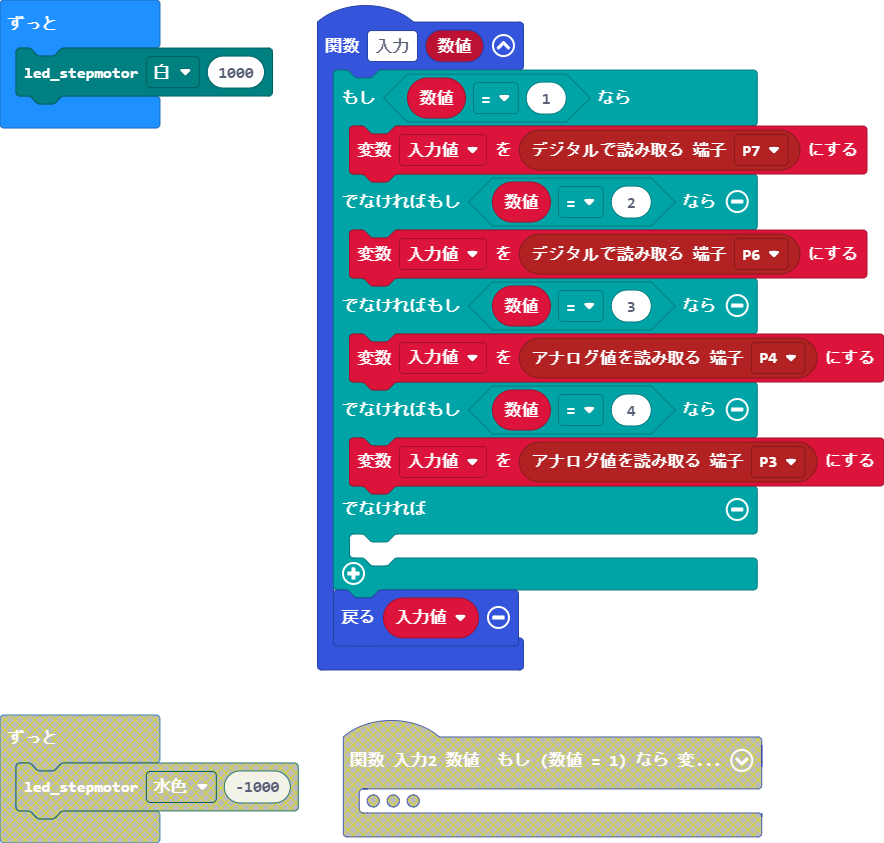 ずっと
led_stepmotor 白 1000
関数 入力 数値
もし 数値 = 1 なら
変数 入力値 を デジタルで読み取る 端子 P7 にする
でなければもし 数値 = 2 なら
変数 入力値 を デジタルで読み取る 端子 P6 にする
でなければもし 数値 = 3 なら
変数 入力値 を アナログ値を読み取る 端子 P4 にする
でなければもし 数値 = 4 なら
変数 入力値 を アナログ値を読み取る 端子 P3 にする
でなければ
戻る 入力値
ずっと
led_stepmotor 水色 -1000
関数 入力2 数値 もし (数値 = 1) なら 変...